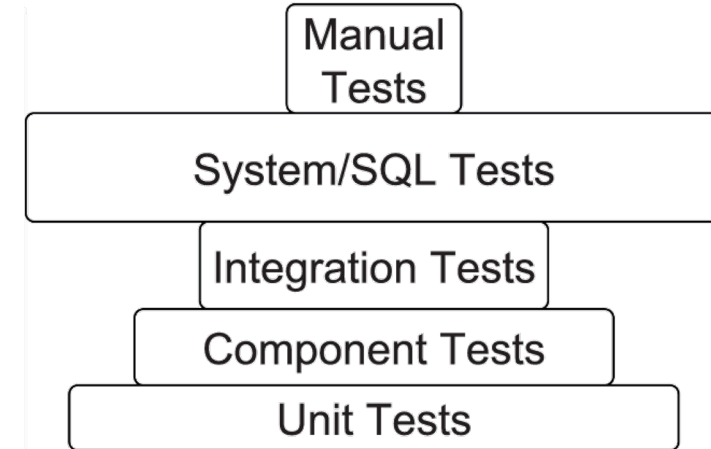 Manual
Tests
System/SQL Tests
Integration Tests
Component Tests
Unit Tests